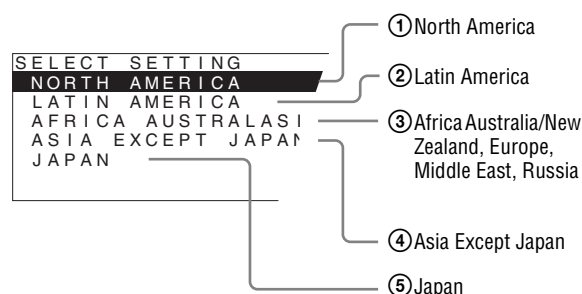 SELECT SETTING
NORTH AMERICA
LATIN AMERICA
AFRICA AUSTRALASI
ASIA EXCEPT JAPAN
JAPAN
①North America
②Latin America
③Africa Australia/New
Zealand, Europe,
Middle East, Russia
④Asia Except Japan
⑤Japan